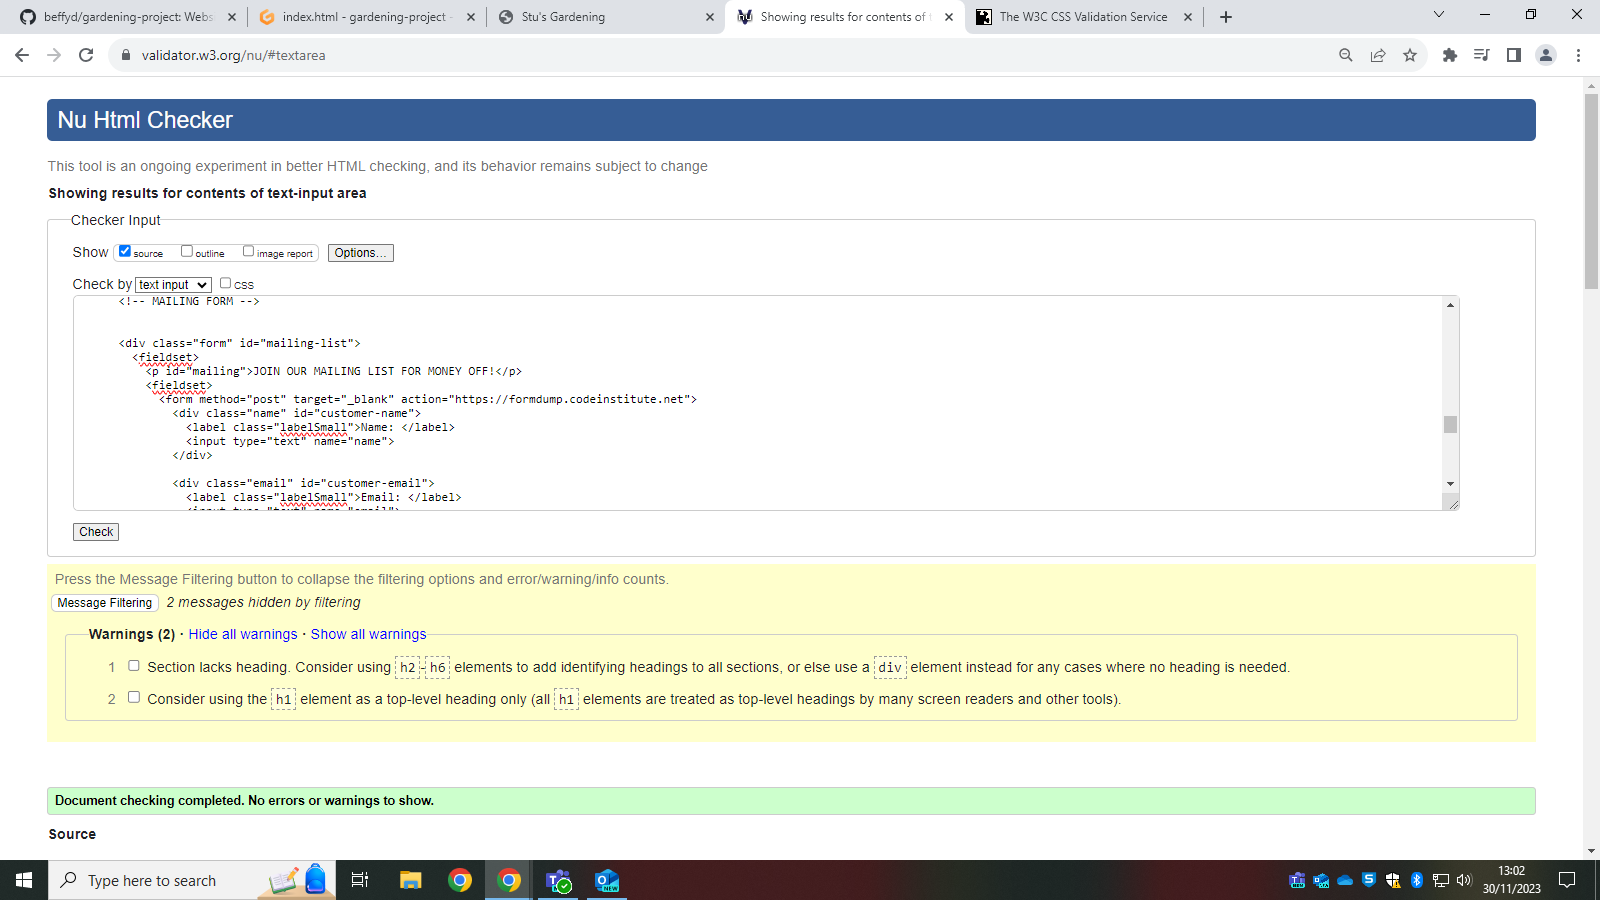 beffyd/gardening-project: Webs
index.html - gardening-project -
Stu's Gardening
Showing results for contents of t
The W3C CSS Validation Service
validator.w3.org/nu/#textarea
Nu Html Checker
This tool is an ongoing experiment in better HTML checking, and its behavior remains subject to change
Showing results for contents of text-input area
Checker Input
Show source outline image report Options...
Check by text input css
<!-- MAILING FORM -->
<div class="form" id="mailing-list">
<fieldset>
<p id="mailing">JOIN OUR MAILING LIST FOR MONEY OFF!</p>
<fieldset>
<form method="post" target="_blank" action="https://formdump.codeinstitute.net">
<div class="name" id="customer-name">
<label class="labelSmall">Name: </label>
<input type="text" name="name">
</div>
<div class="email" id="customer-email">
<label class="labelSmall">Email: </label>
<input type="text" name="email">
Check
Press the Message Filtering button to collapse the filtering options and error/warning/info counts.
Message Filtering 2 messages hidden by filtering
Warnings (2) · Hide all warnings · Show all warnings
1 Section lacks heading. Consider using h2-h6 elements to add identifying headings to all sections, or else use a div element instead for any cases where no heading is needed.
2 Consider using the h1 element as a top-level heading only (all h1 elements are treated as top-level headings by many screen readers and other tools).
Document checking completed. No errors or warnings to show.
Source
Type here to search
13:02
30/11/2023